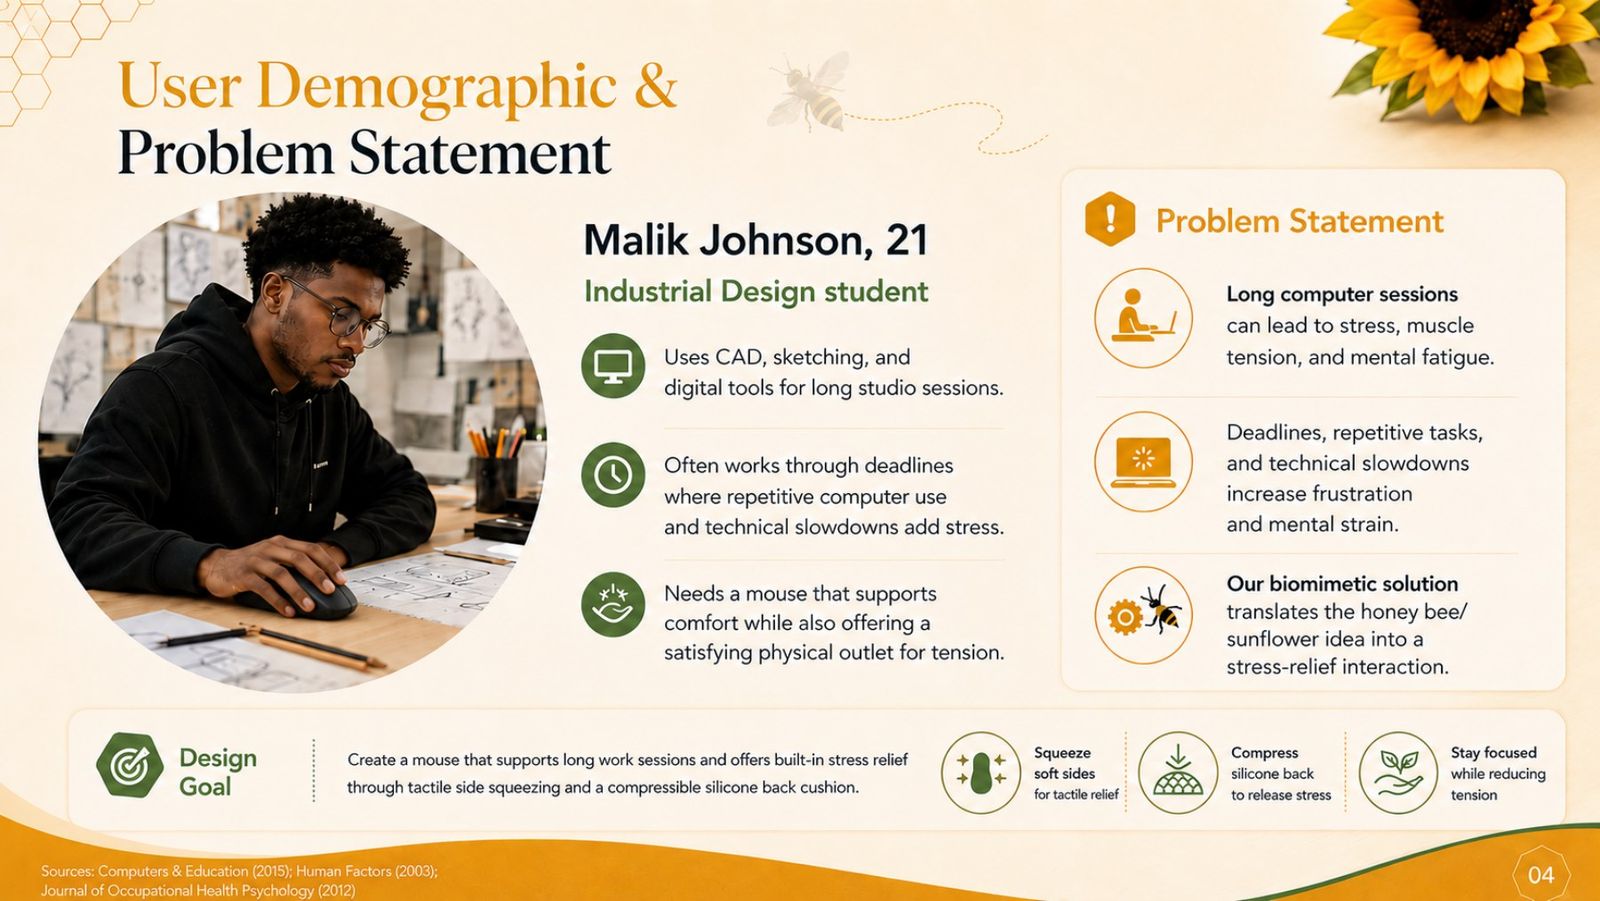 User Demographic &
Problem Statement
Malik Johnson, 21
Industrial Design student
Uses CAD, sketching, and
digital tools for long studio sessions.
Often works through deadlines
where repetitive computer use
and technical slowdowns add stress.
Needs a mouse that supports
comfort while also offering a
satisfying physical outlet for tension.
Problem Statement
Long computer sessions
can lead to stress, muscle
tension, and mental fatigue.
Deadlines, repetitive tasks,
and technical slowdowns
increase frustration
and mental strain.
Our biomimetic solution
translates the honey bee/
sunflower idea into a
stress-relief interaction.
Design
Goal
Create a mouse that supports long work sessions and offers built-in stress relief
through tactile side squeezing and a compressible silicone back cushion.
Squeeze
soft sides
for tactile relief
Compress
silicone back
to release stress
Stay focused
while reducing
tension
Sources: Computers & Education (2015); Human Factors (2003);
Journal of Occupational Health Psychology (2012)
04